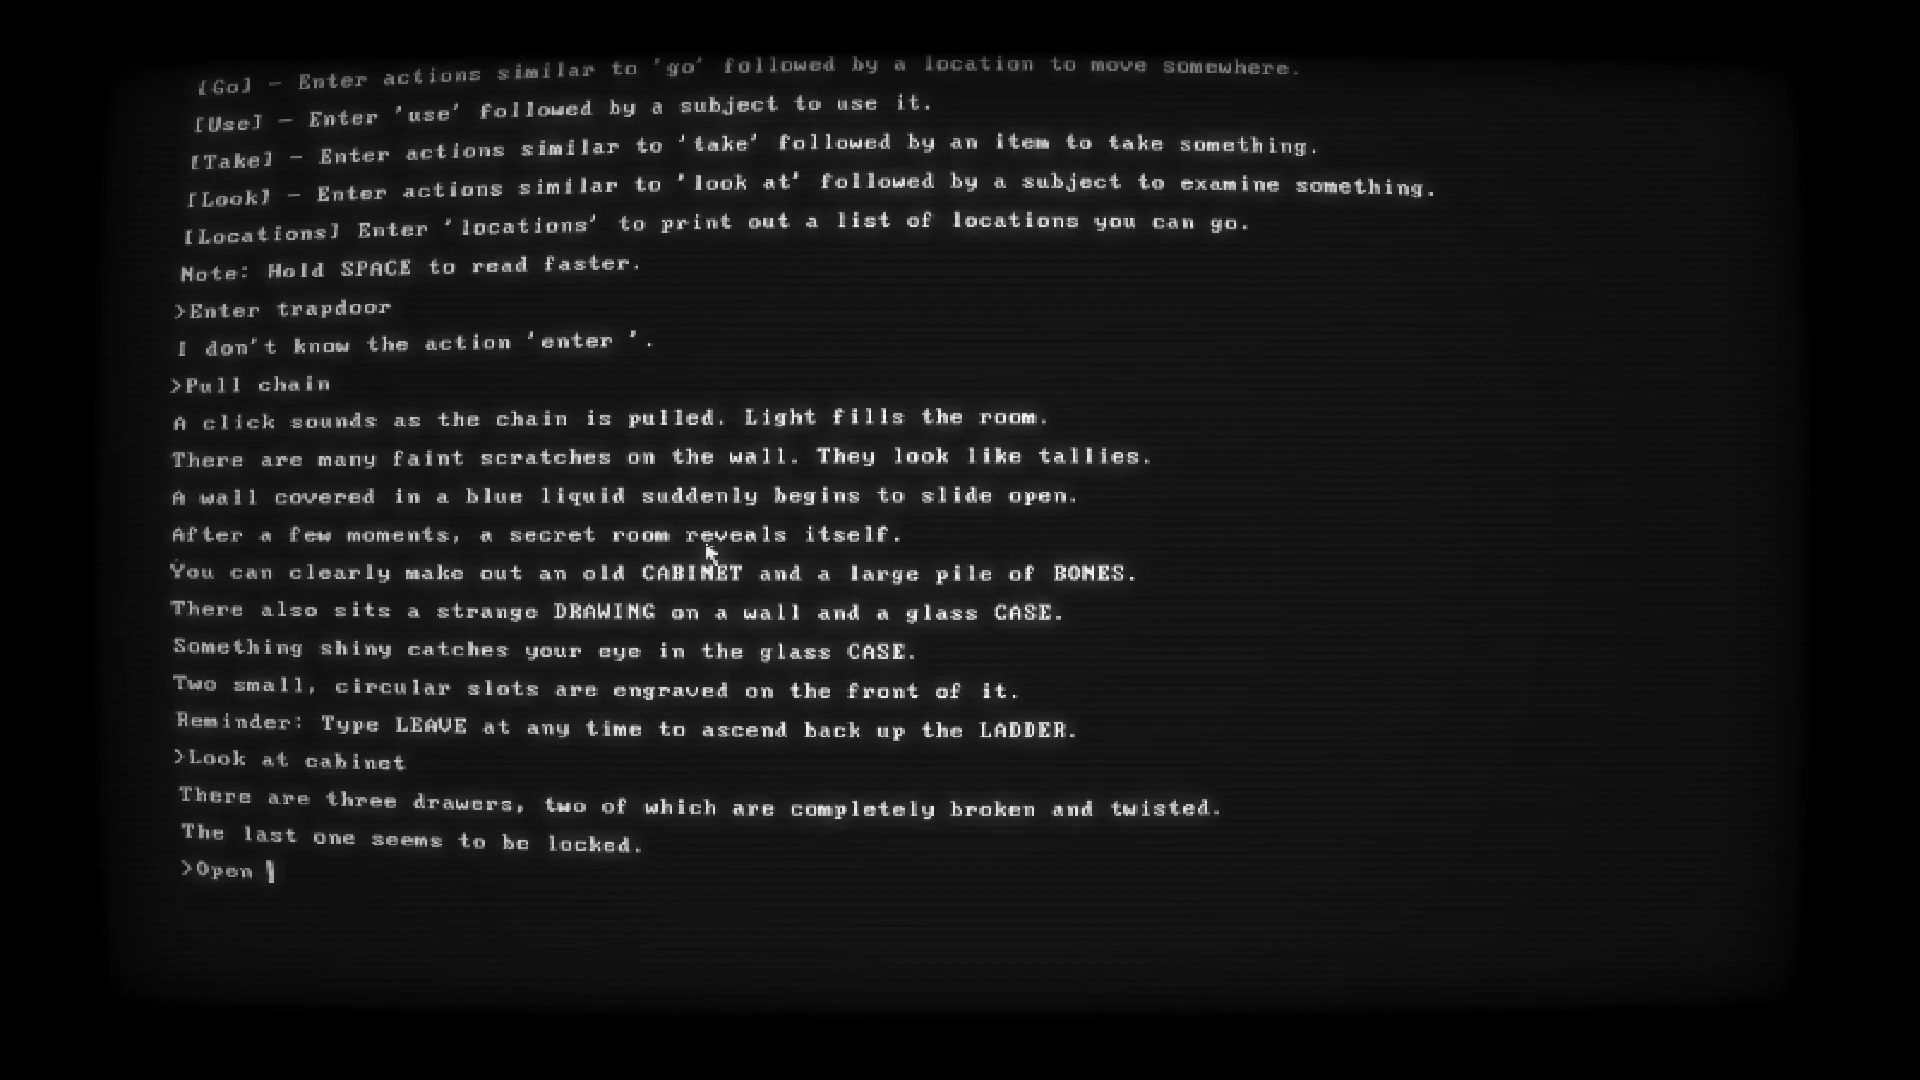 [Go] - Enter actions similar to 'go' followed by a location to move somewhere.
[Use] - Enter 'use' followed by a subject to use it.
[Take] - Enter actions similar to 'take' followed by an item to take something.
[Look] - Enter actions similar to 'look at' followed by a subject to examine something.
[Locations] Enter 'locations' to print out a list of locations you can go.
Note: Hold SPACE to read faster.
>Enter trapdoor
I don't know the action 'enter '.
>Pull chain
A click sounds as the chain is pulled. Light fills the room.
There are many faint scratches on the wall. They look like tallies.
A wall covered in a blue liquid suddenly begins to slide open.
After a few moments, a secret room reveals itself.
You can clearly make out an old CABINET and a large pile of BONES.
There also sits a strange DRAWING on a wall and a glass CASE.
Something shiny catches your eye in the glass CASE.
Two small, circular slots are engraved on the front of it.
Reminder: Type LEAVE at any time to ascend back up the LADDER.
>Look at cabinet
There are three drawers, two of which are completely broken and twisted.
The last one seems to be locked.
>Open